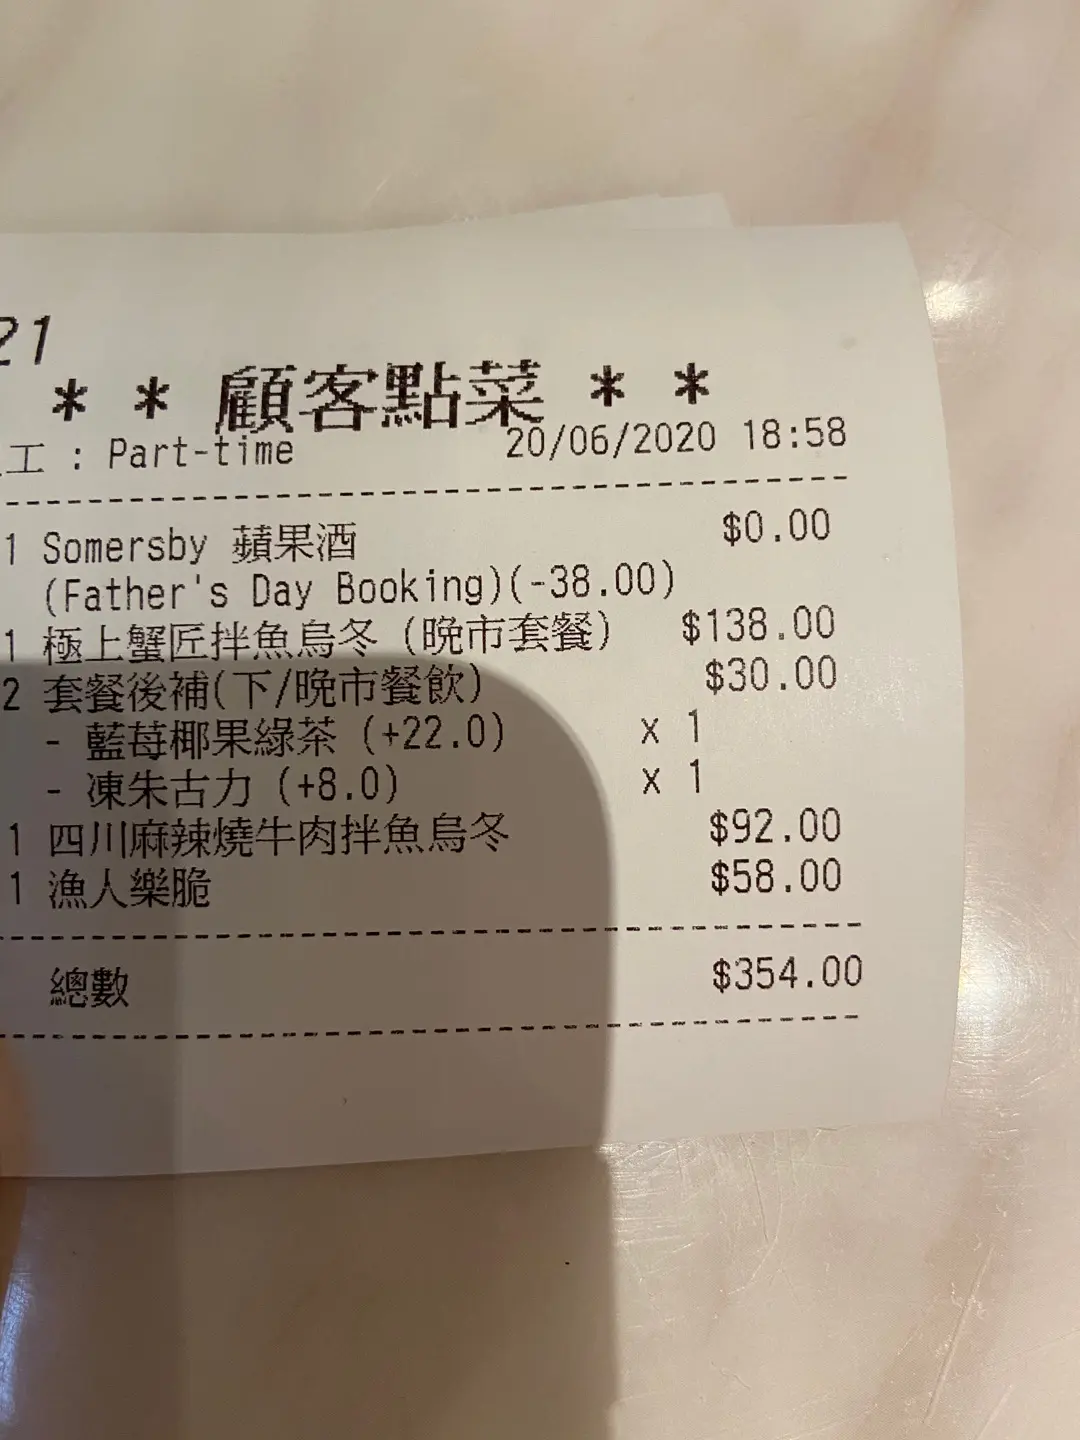 21
* * 顧客點菜 * *
工 : Part-time 20/06/2020 18:58
1 Somersby 蘋果酒 $0.00
(Father's Day Booking)(-38.00)
1 極上蟹匠拌魚烏冬 (晚市套餐) $138.00
2 套餐後補(下/晚市餐飲) $30.00
- 藍莓椰果綠茶 (+22.0) x 1
- 凍朱古力 (+8.0) x 1
1 四川麻辣燒牛肉拌魚烏冬 $92.00
1 漁人樂脆 $58.00
總數 $354.00